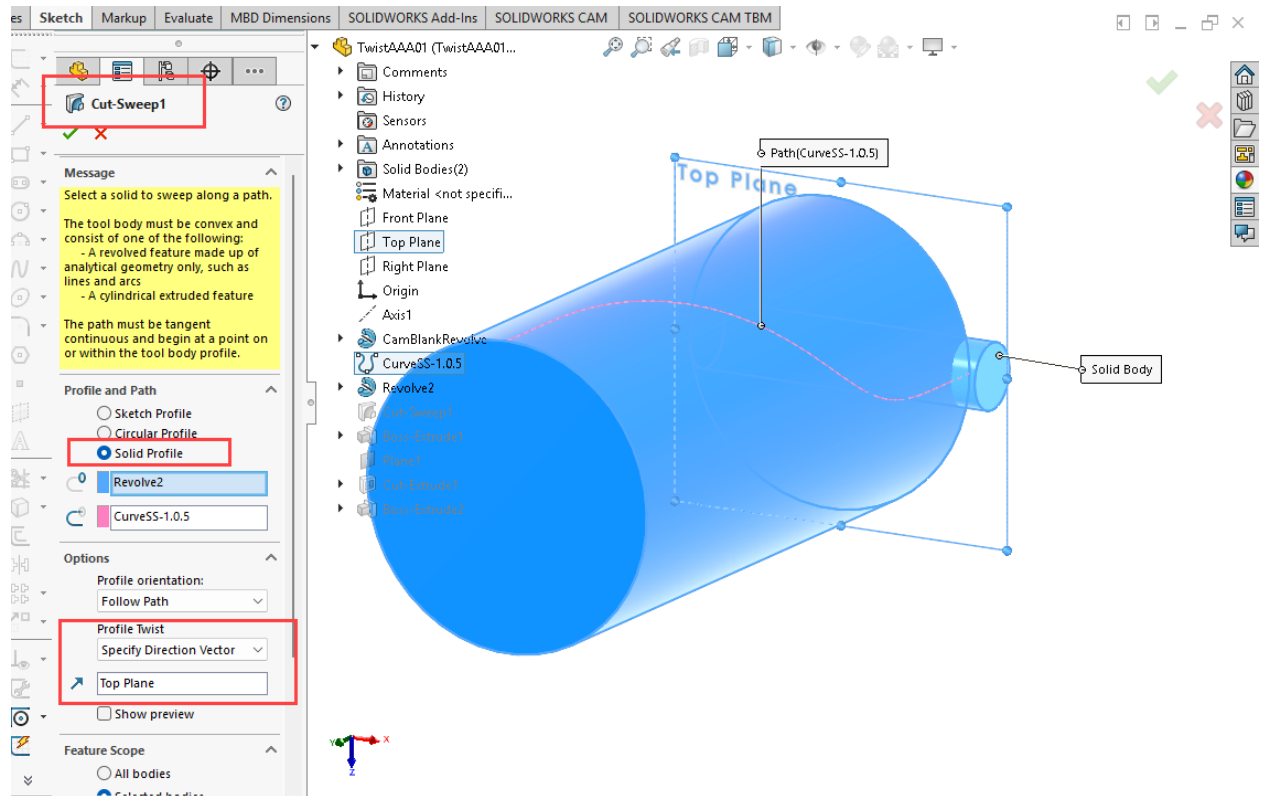 es Sketch Markup Evaluate MBD Dimensions SOLIDWORKS Add-Ins SOLIDWORKS CAM SOLIDWORKS CAM TBM
Cut-Sweep1
Message
Select a solid to sweep along a path.
The tool body must be convex and
consist of one of the following:
- A revolved feature made up of
analytical geometry only, such as
lines and arcs
- A cylindrical extruded feature
The path must be tangent
continuous and begin at a point on
or within the tool body profile.
Profile and Path
Sketch Profile
Circular Profile
Solid Profile
Revolve2
CurveSS-1.0.5
Options
Profile orientation:
Follow Path
Profile Twist
Specify Direction Vector
Top Plane
Show preview
Feature Scope
All bodies
Selected bodies
TwistAAA01 (TwistAAA01...
Comments
History
Sensors
Annotations
Solid Bodies(2)
Material <not specifi...
Front Plane
Top Plane
Right Plane
Origin
Axis1
CamBlankRevolve
CurveSS-1.0.5
Revolve2
Cut-Sweep1
Boss-Extrude1
Plane1
Cut-Extrude1
Boss-Extrude2
Path(CurveSS-1.0.5)
Top Plane
Solid Body
Y X
Z